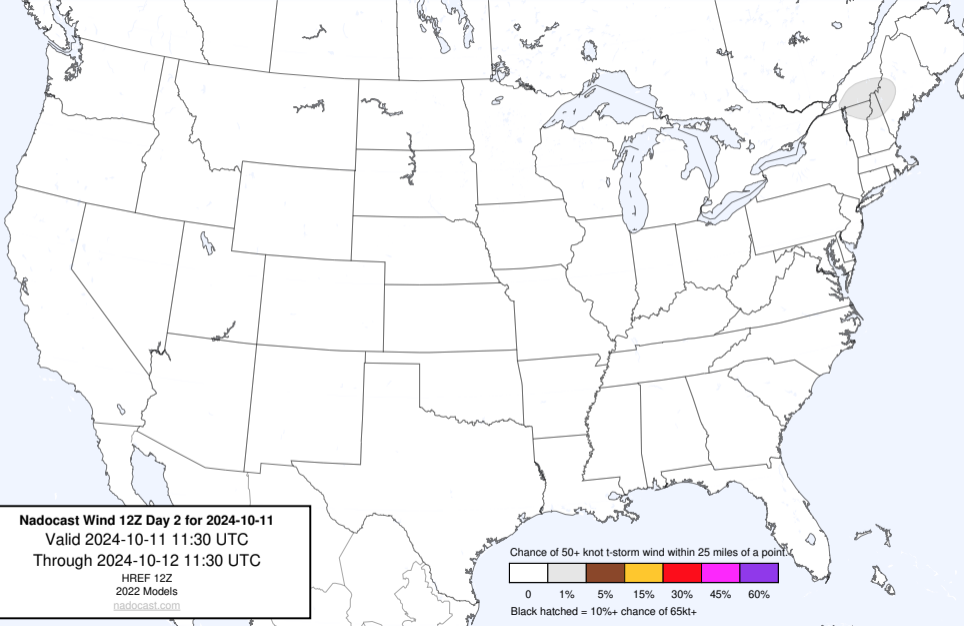 Nadocast Wind 12Z Day 2 for 2024-10-11
Valid 2024-10-11 11:30 UTC
Through 2024-10-12 11:30 UTC
HREF 12Z
2022 Models
nadocast.com
Chance of 50+ knot t-storm wind within 25 miles of a point.
0 1% 5% 15% 30% 45% 60%
Black hatched = 10%+ chance of 65kt+